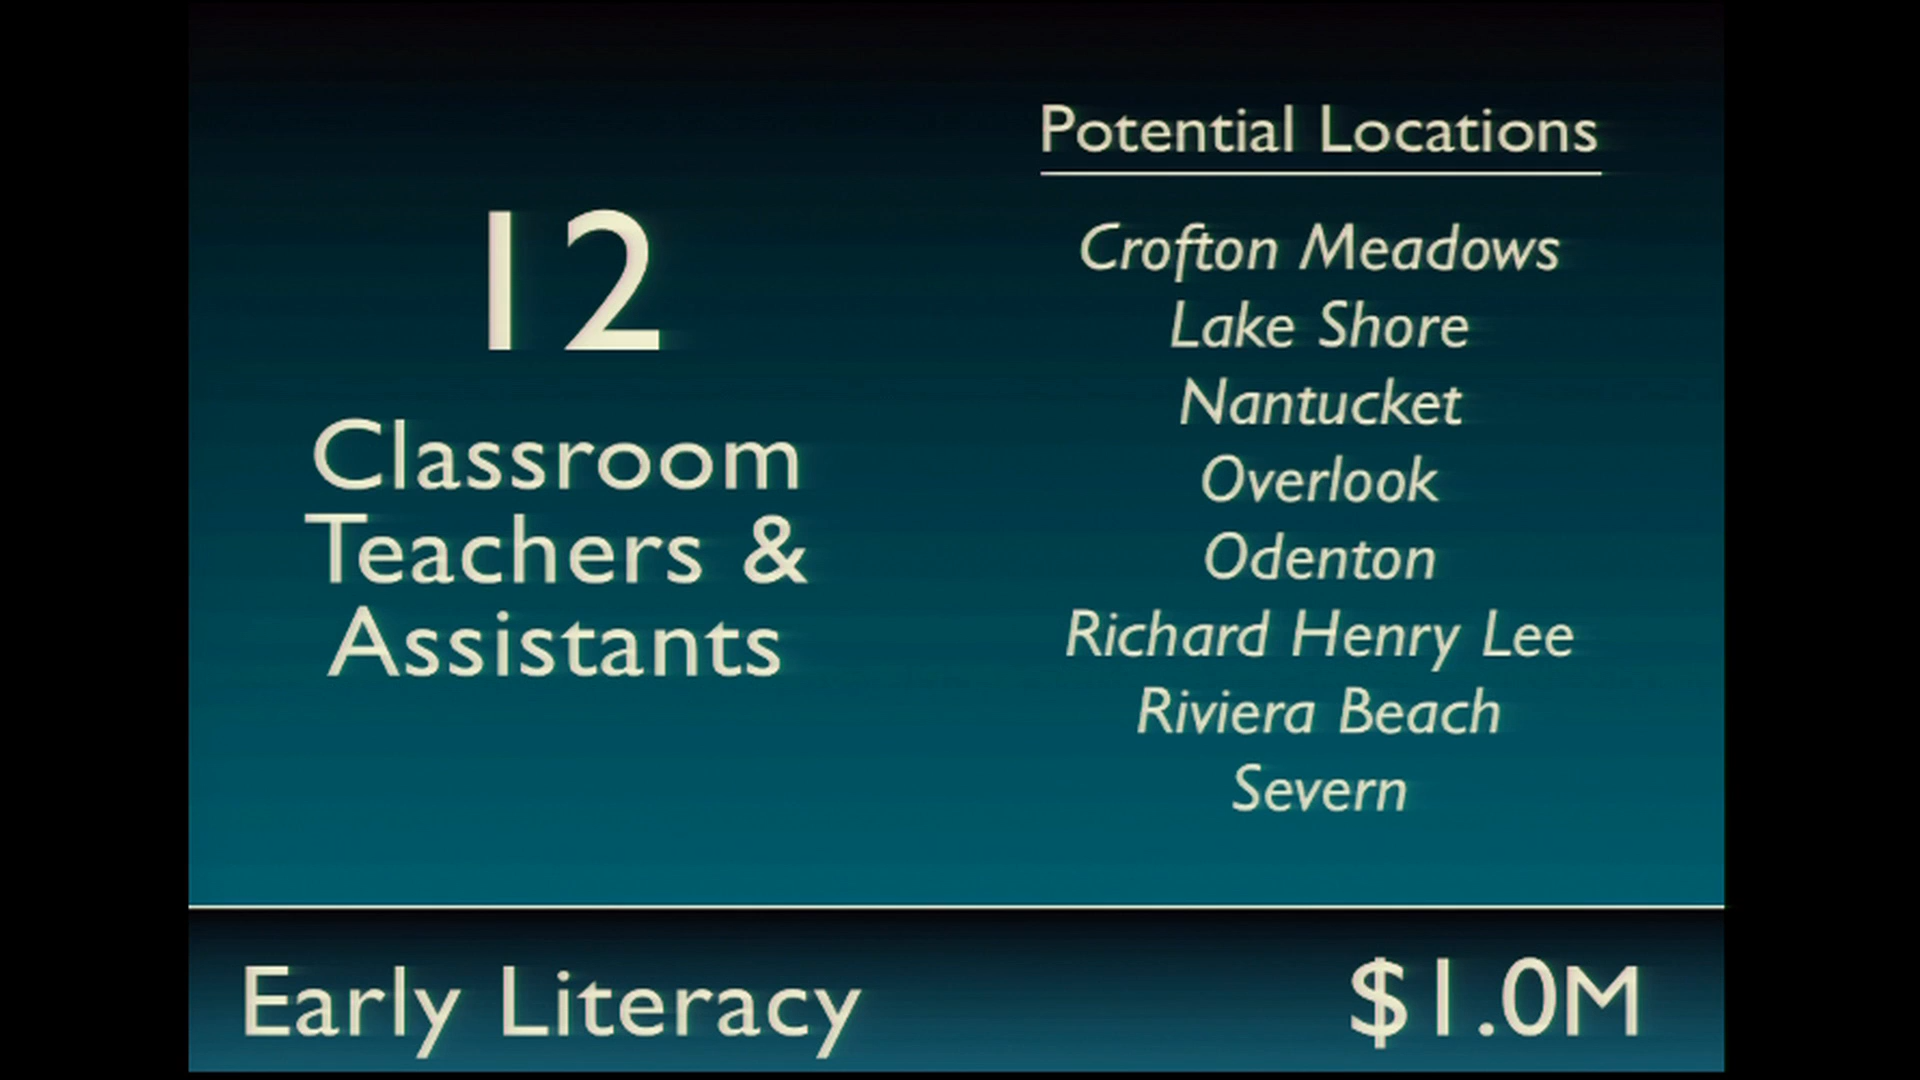 12
Classroom
Teachers &
Assistants
Potential Locations
Crofton Meadows
Lake Shore
Nantucket
Overlook
Odenton
Richard Henry Lee
Riviera Beach
Severn
Early Literacy
$1.0M